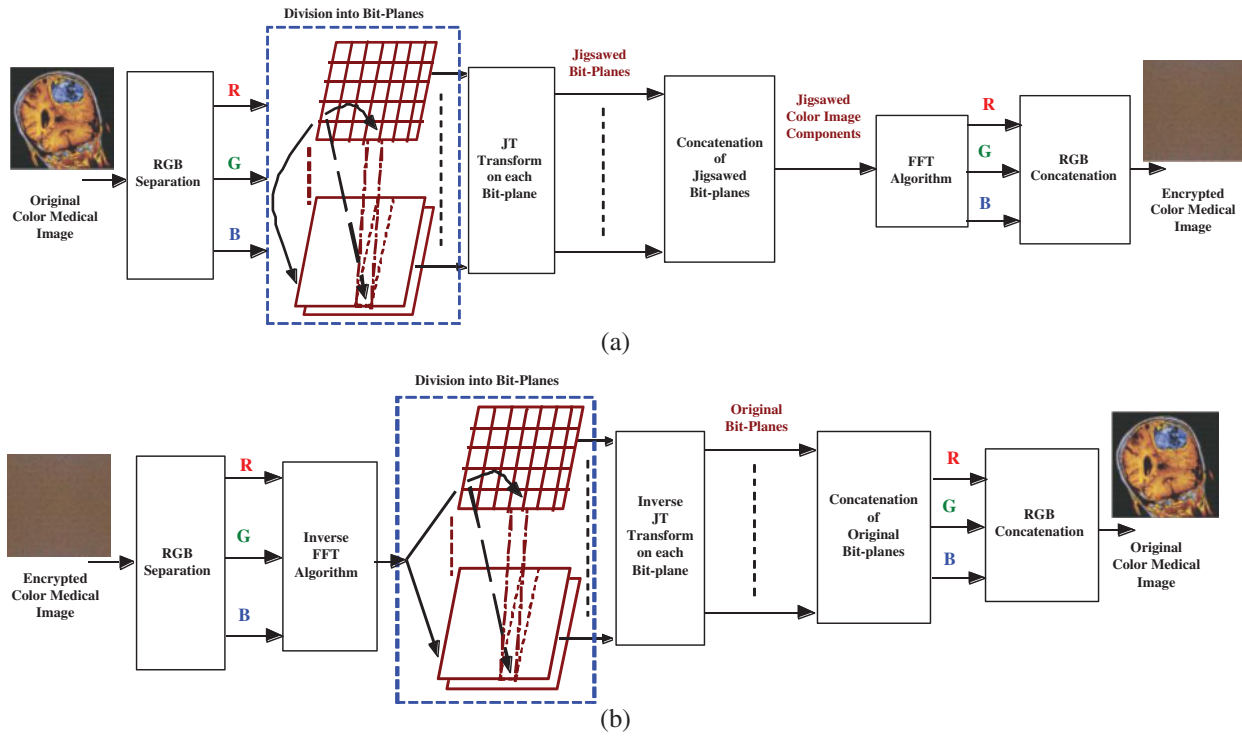 Division into Bit-Planes
Original
Color Medical
Image
RGB
Separation
R
G
B
JT
Transform
on each
Bit-plane
Jigsawed
Bit-Planes
Concatenation
of
Jigsawed
Bit-planes
Jigsawed
Color Image
Components
FFT
Algorithm
R
G
B
RGB
Concatenation
Encrypted
Color Medical
Image
(a)
Division into Bit-Planes
Encrypted
Color Medical
Image
RGB
Separation
R
G
B
Inverse
FFT
Algorithm
Inverse
JT
Transform
on each
Bit-plane
Original
Bit-Planes
Concatenation
of
Original
Bit-planes
R
G
B
RGB
Concatenation
Original
Color Medical
Image
(b)